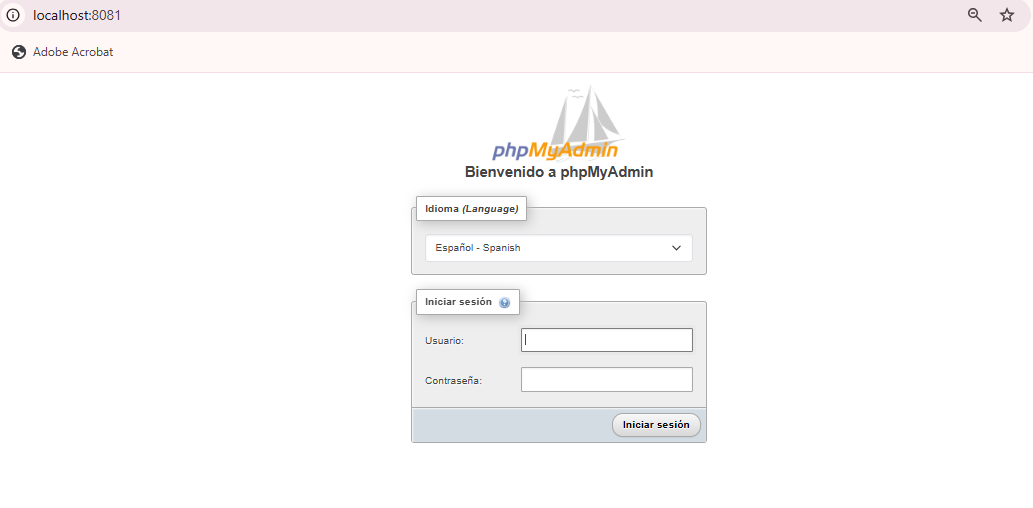 localhost:8081
Adobe Acrobat
phpMyAdmin
Bienvenido a phpMyAdmin
Idioma (Language)
Español - Spanish
Iniciar sesión
Usuario:
Contraseña:
Iniciar sesión